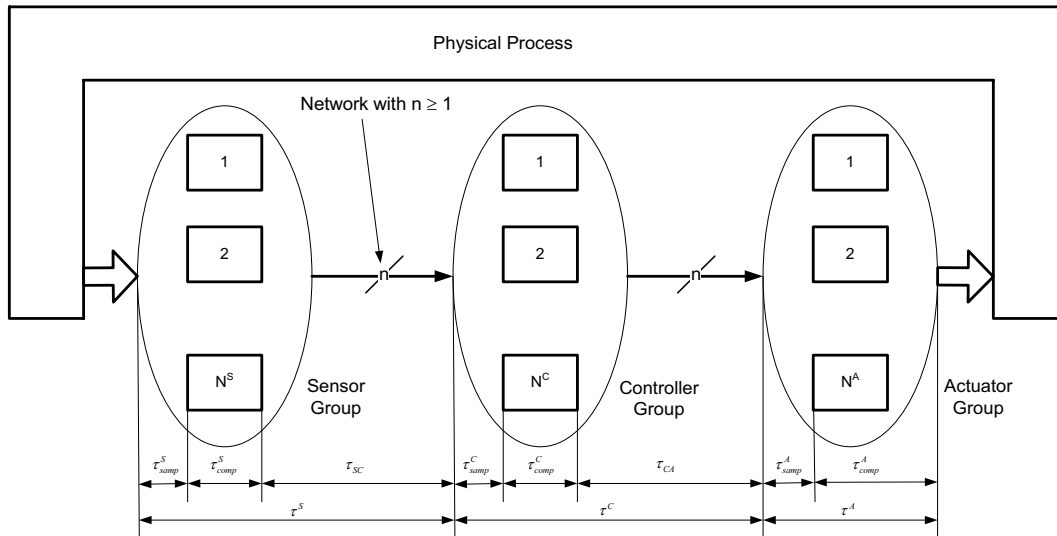 Physical Process
Network with n ≥ 1
1
1
1
2
2
2
n
n
N^S
N^C
N^A
Sensor
Group
Controller
Group
Actuator
Group
τ^S_samp
τ^S_comp
τ_SC
τ^C_samp
τ^C_comp
τ_CA
τ^A_samp
τ^A_comp
τ^S
τ^C
τ^A